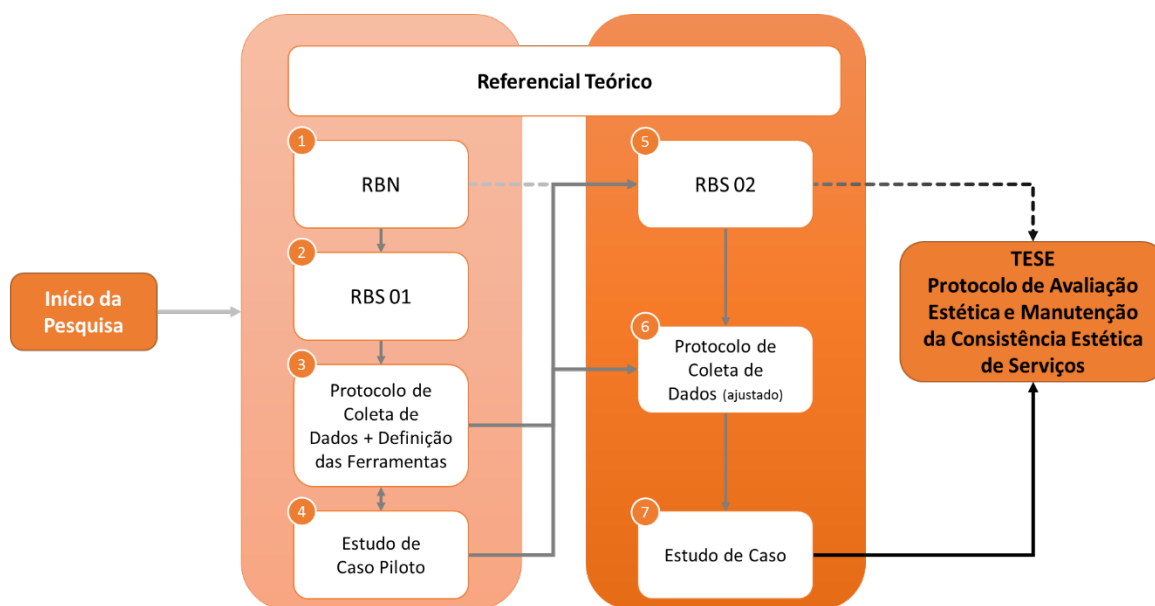 Referencial Teórico
1
RBN
2
RBS 01
3
Protocolo de
Coleta de
Dados + Definição
das Ferramentas
4
Estudo de
Caso Piloto
5
RBS 02
6
Protocolo de
Coleta de
Dados (ajustado)
7
Estudo de Caso
Início da
Pesquisa
TESE
Protocolo de Avaliação
Estética e Manutenção
da Consistência Estética
de Serviços